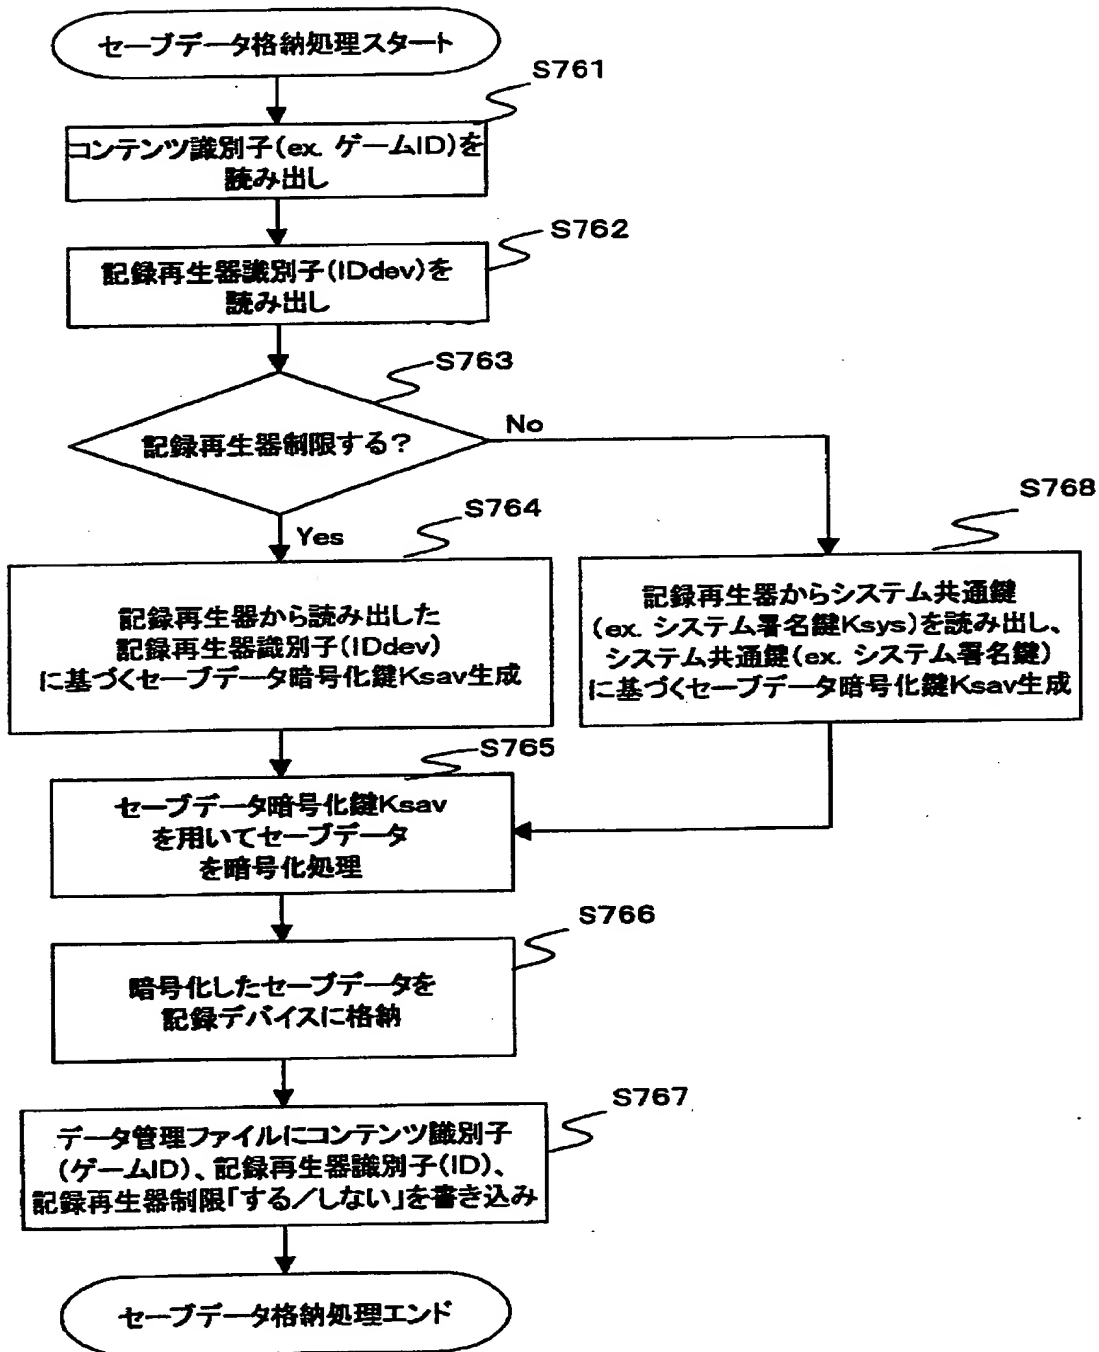 セーブデータ格納処理スタート
S761
コンテンツ識別子(ex. ゲームID)を
読み出し
S762
記録再生器識別子(IDdev)を
読み出し
S763
記録再生器制限する?
No
Yes
S764
記録再生器から読み出した
記録再生器識別子(IDdev)
に基づくセーブデータ暗号化鍵Ksav生成
S768
記録再生器からシステム共通鍵
(ex. システム署名鍵Ksys)を読み出し、
システム共通鍵(ex. システム署名鍵)
に基づくセーブデータ暗号化鍵Ksav生成
S765
セーブデータ暗号化鍵Ksav
を用いてセーブデータ
を暗号化処理
S766
暗号化したセーブデータを
記録デバイスに格納
S767
データ管理ファイルにコンテンツ識別子
(ゲームID)、記録再生器識別子(ID)、
記録再生器制限「する/しない」を書き込み
セーブデータ格納処理エンド